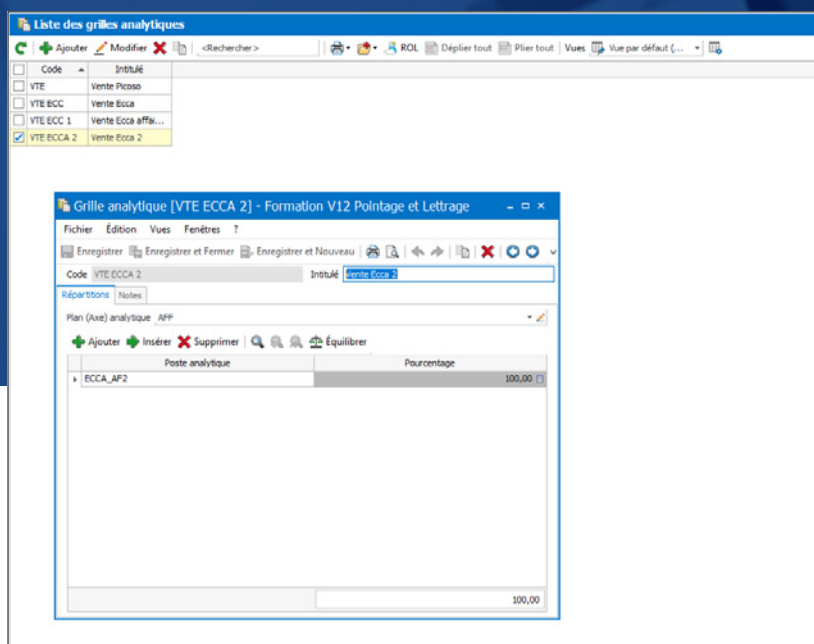 Liste des grilles analytiques
Ajouter Modifier <Rechercher> ROL Déplier tout Plier tout Vues Vue par défaut (...
Code Intitulé
VTE Vente Picoso
VTE ECC Vente Ecca
VTE ECC 1 Vente Ecca affai...
VTE ECCA 2 Vente Ecca 2
Grille analytique [VTE ECCA 2] - Formation V12 Pointage et Lettrage
Fichier Édition Vues Fenêtres ?
Enregistrer Enregistrer et Fermer Enregistrer et Nouveau
Code VTE ECCA 2 Intitulé Vente Ecca 2
Répartitions Notes
Plan (Axe) analytique AFF
Ajouter Insérer Supprimer Équilibrer
Poste analytique Pourcentage
ECCA_AF2 100,00
100,00